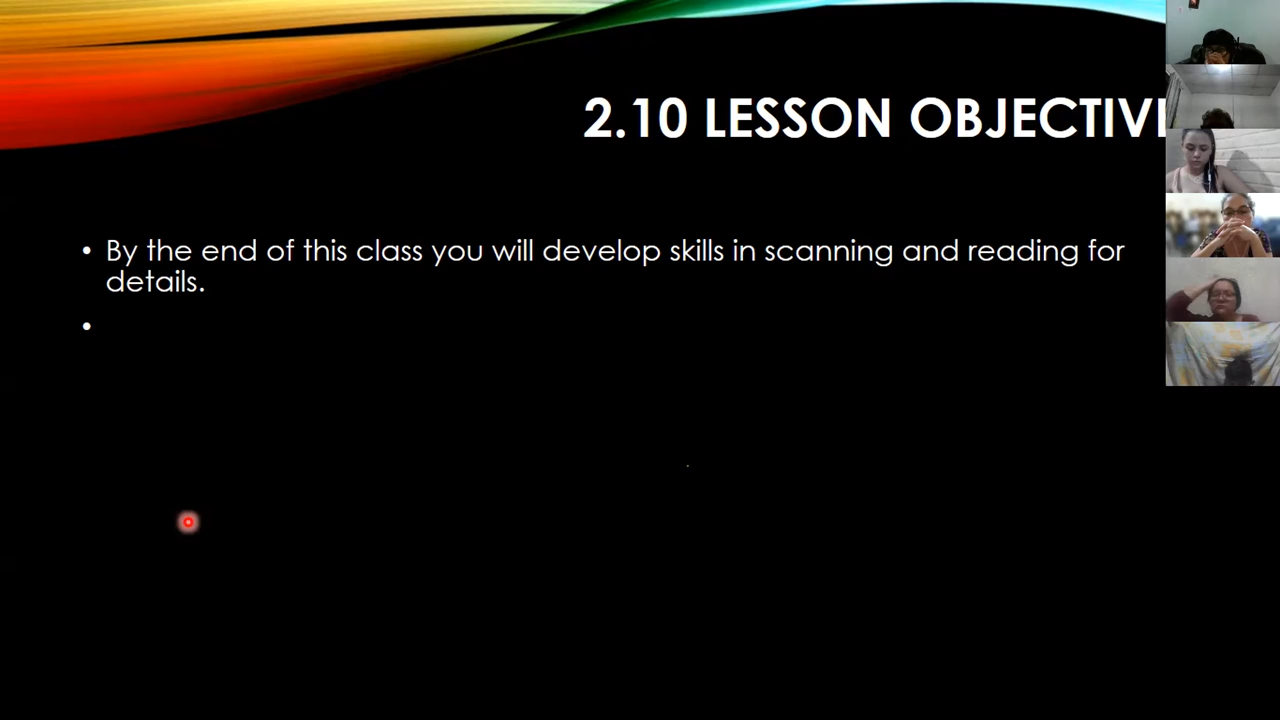 2.10 LESSON OBJECTIV
• By the end of this class you will develop skills in scanning and reading for
details.
•